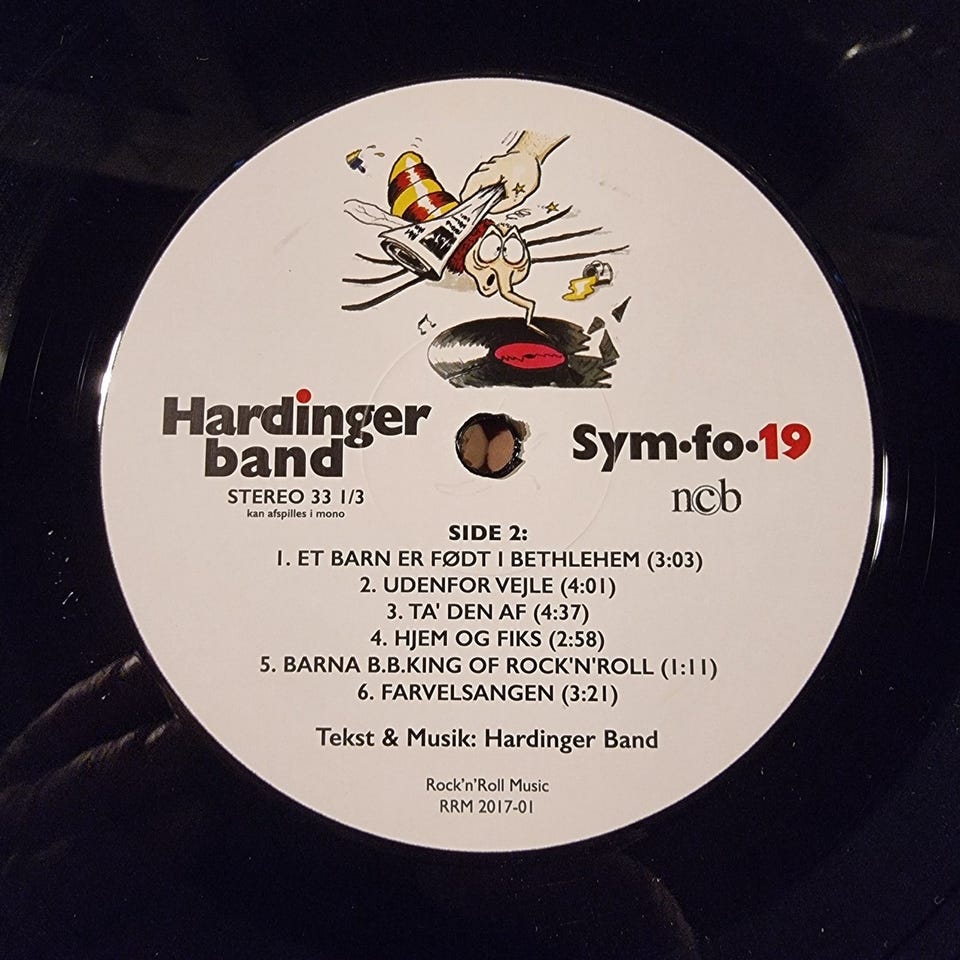 Hardinger
band
STEREO 33 1/3
kan afspilles i mono
Sym•fo•19
ncb
SIDE 2:
1. ET BARN ER FØDT I BETHLEHEM (3:03)
2. UDENFOR VEJLE (4:01)
3. TA' DEN AF (4:37)
4. HJEM OG FIKS (2:58)
5. BARNA B.B.KING OF ROCK'N'ROLL (1:11)
6. FARVELSANGEN (3:21)
Tekst & Musik: Hardinger Band
Rock'n'Roll Music
RRM 2017-01